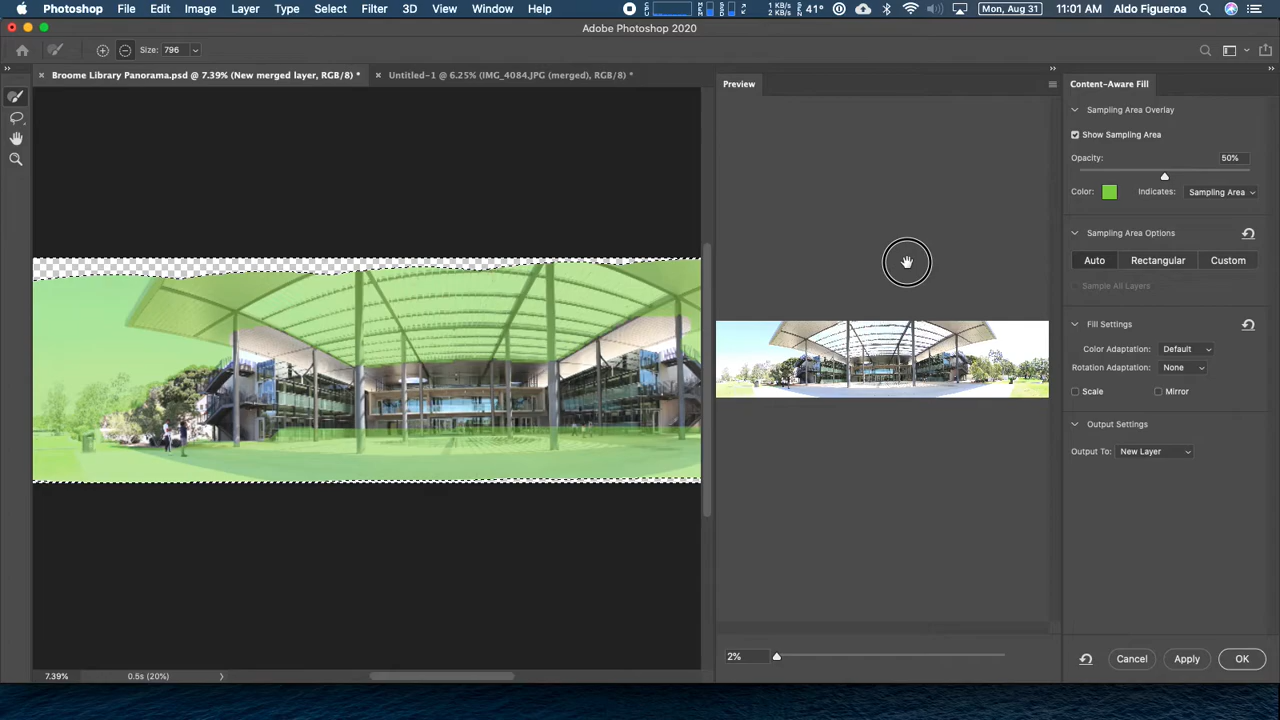 Photoshop File Edit Image Layer Type Select Filter 3D View Window Help 1 KB/s 1 KB/s 41° Mon, Aug 31 11:01 AM Aldo Figueroa
Adobe Photoshop 2020
Size: 796
Broome Library Panorama.psd @ 7.39% (New merged layer, RGB/8) *
Untitled-1 @ 6.25% (IMG_4084.JPG (merged), RGB/8) *
Preview
Content-Aware Fill
Sampling Area Overlay
Show Sampling Area
Opacity: 50%
Color: Indicates: Sampling Area
Sampling Area Options
Auto Rectangular Custom
Sample All Layers
Fill Settings
Color Adaptation: Default
Rotation Adaptation: None
Scale Mirror
Output Settings
Output To: New Layer
2%
Cancel Apply OK
7.39% 0.5s (20%)